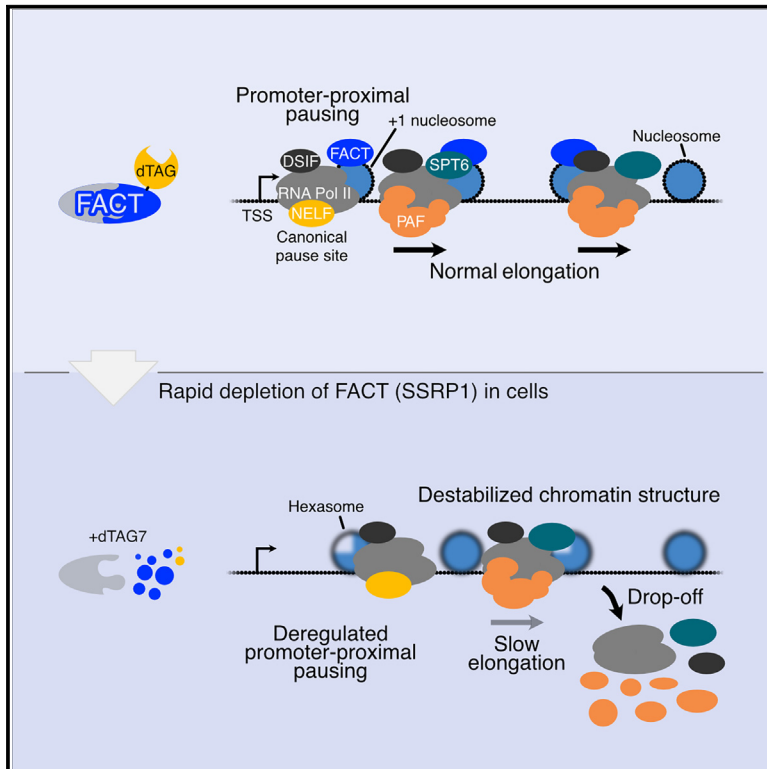 Promoter-proximal
pausing
+1 nucleosome
Nucleosome
dTAG
FACT
DSIF
FACT
SPT6
RNA Pol II
NELF
PAF
TSS
Canonical
pause site
Normal elongation
Rapid depletion of FACT (SSRP1) in cells
Destabilized chromatin structure
Hexasome
+dTAG7
Drop-off
Deregulated
promoter-proximal
pausing
Slow
elongation